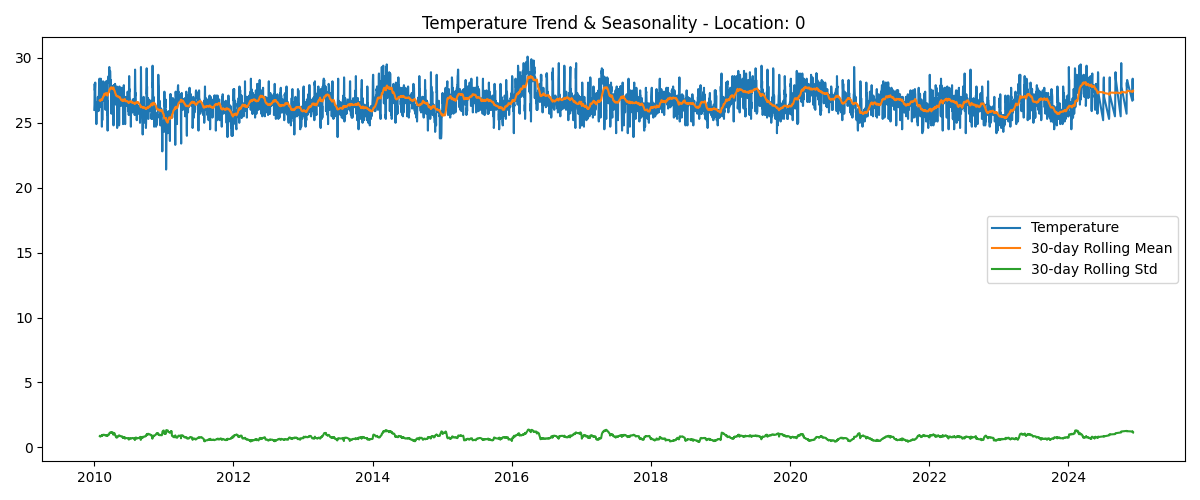 Temperature Trend & Seasonality - Location: 0
30
25
20
15
10
5
0
Temperature
30-day Rolling Mean
30-day Rolling Std
2010 2012 2014 2016 2018 2020 2022 2024